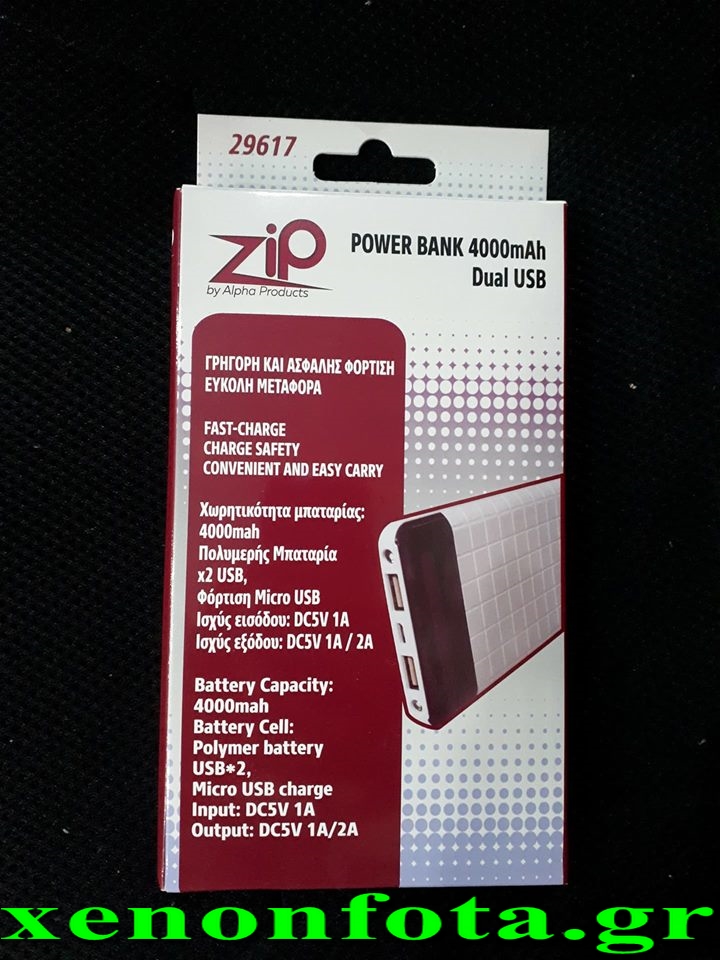 29617
ZIP
by Alpha Products
POWER BANK 4000mAh
Dual USB
ΓΡΗΓΟΡΗ ΚΑΙ ΑΣΦΑΛΗΣ ΦΟΡΤΙΣΗ
ΕΥΚΟΛΗ ΜΕΤΑΦΟΡΑ
FAST-CHARGE
CHARGE SAFETY
CONVENIENT AND EASY CARRY
Χωρητικότητα μπαταρίας:
4000mah
Πολυμερής Μπαταρία
x2 USB,
Φόρτιση Micro USB
Ισχύς εισόδου: DC5V 1A
Ισχύς εξόδου: DC5V 1A / 2A
Battery Capacity:
4000mah
Battery Cell:
Polymer battery
USB*2,
Micro USB charge
Input: DC5V 1A
Output: DC5V 1A/2A
xenonfota.gr